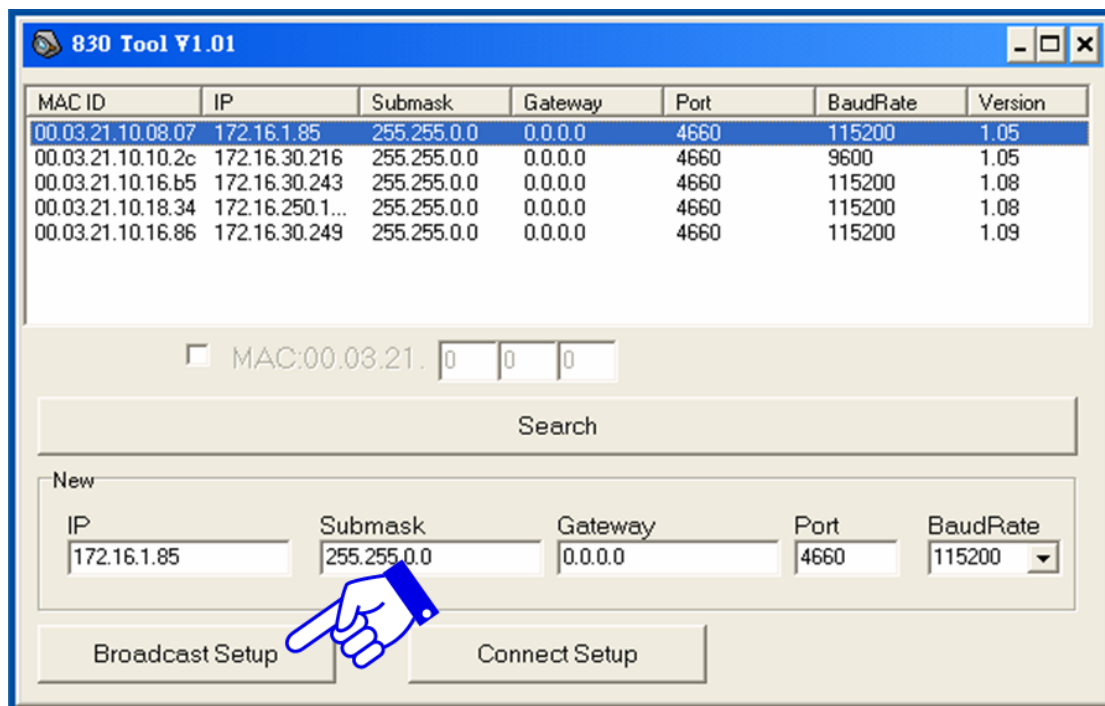 830 Tool V1.01
MAC ID IP Submask Gateway Port BaudRate Version
00.03.21.10.08.07 172.16.1.85 255.255.0.0 0.0.0.0 4660 115200 1.05
00.03.21.10.10.2c 172.16.30.216 255.255.0.0 0.0.0.0 4660 9600 1.05
00.03.21.10.16.b5 172.16.30.243 255.255.0.0 0.0.0.0 4660 115200 1.08
00.03.21.10.18.34 172.16.250.1... 255.255.0.0 0.0.0.0 4660 115200 1.08
00.03.21.10.16.86 172.16.30.249 255.255.0.0 0.0.0.0 4660 115200 1.09
MAC:00.03.21. 0 0 0
Search
New
IP Submask Gateway Port BaudRate
172.16.1.85 255.255.0.0 0.0.0.0 4660 115200
Broadcast Setup Connect Setup